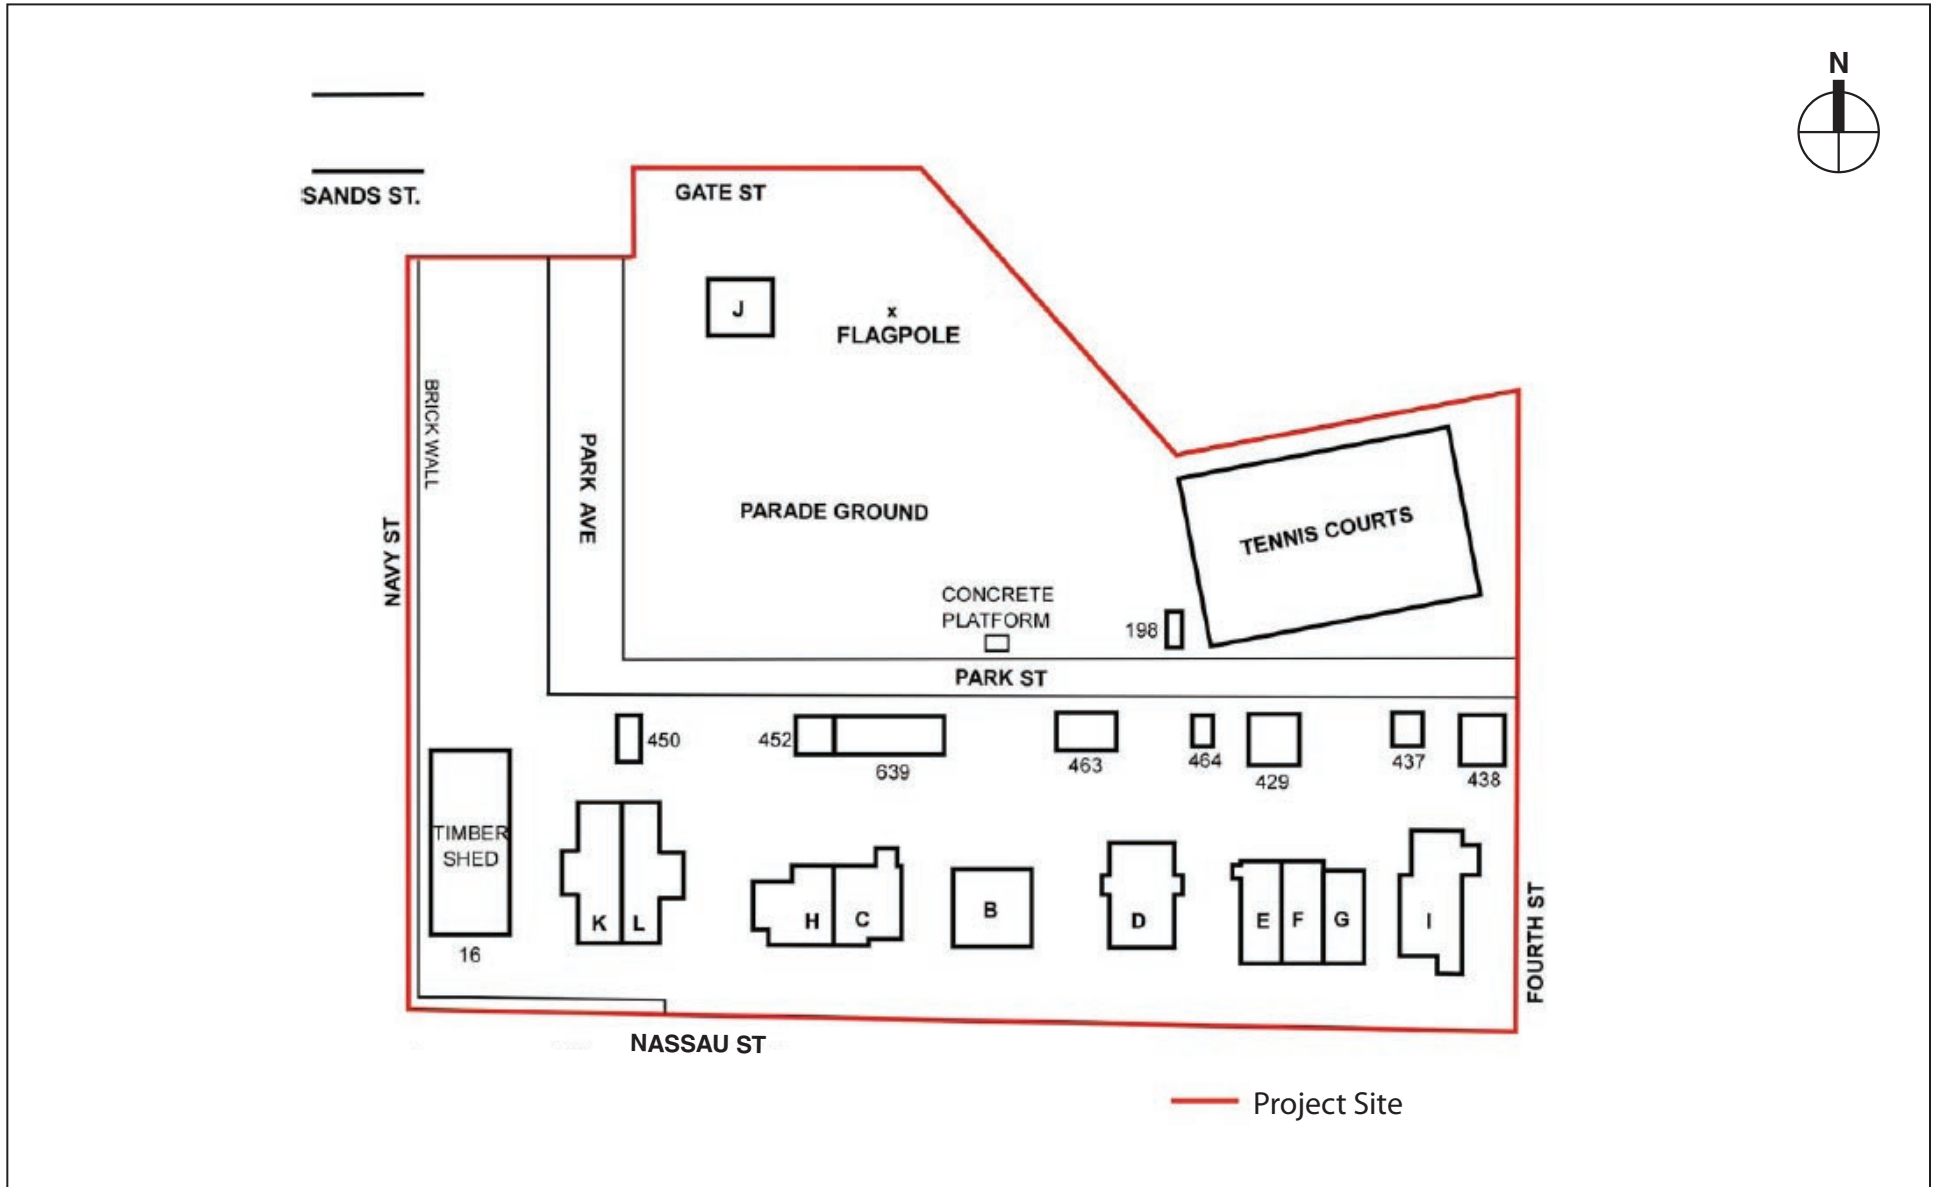 N
SANDS ST.
GATE ST
J
x
FLAGPOLE
BRICK WALL
PARK AVE
PARADE GROUND
TENNIS COURTS
NAVY ST
CONCRETE
PLATFORM
198
PARK ST
450
452
639
463
464
429
437
438
TIMBER
SHED
16
K
L
H
C
B
D
E
F
G
I
FOURTH ST
NASSAU ST
Project Site